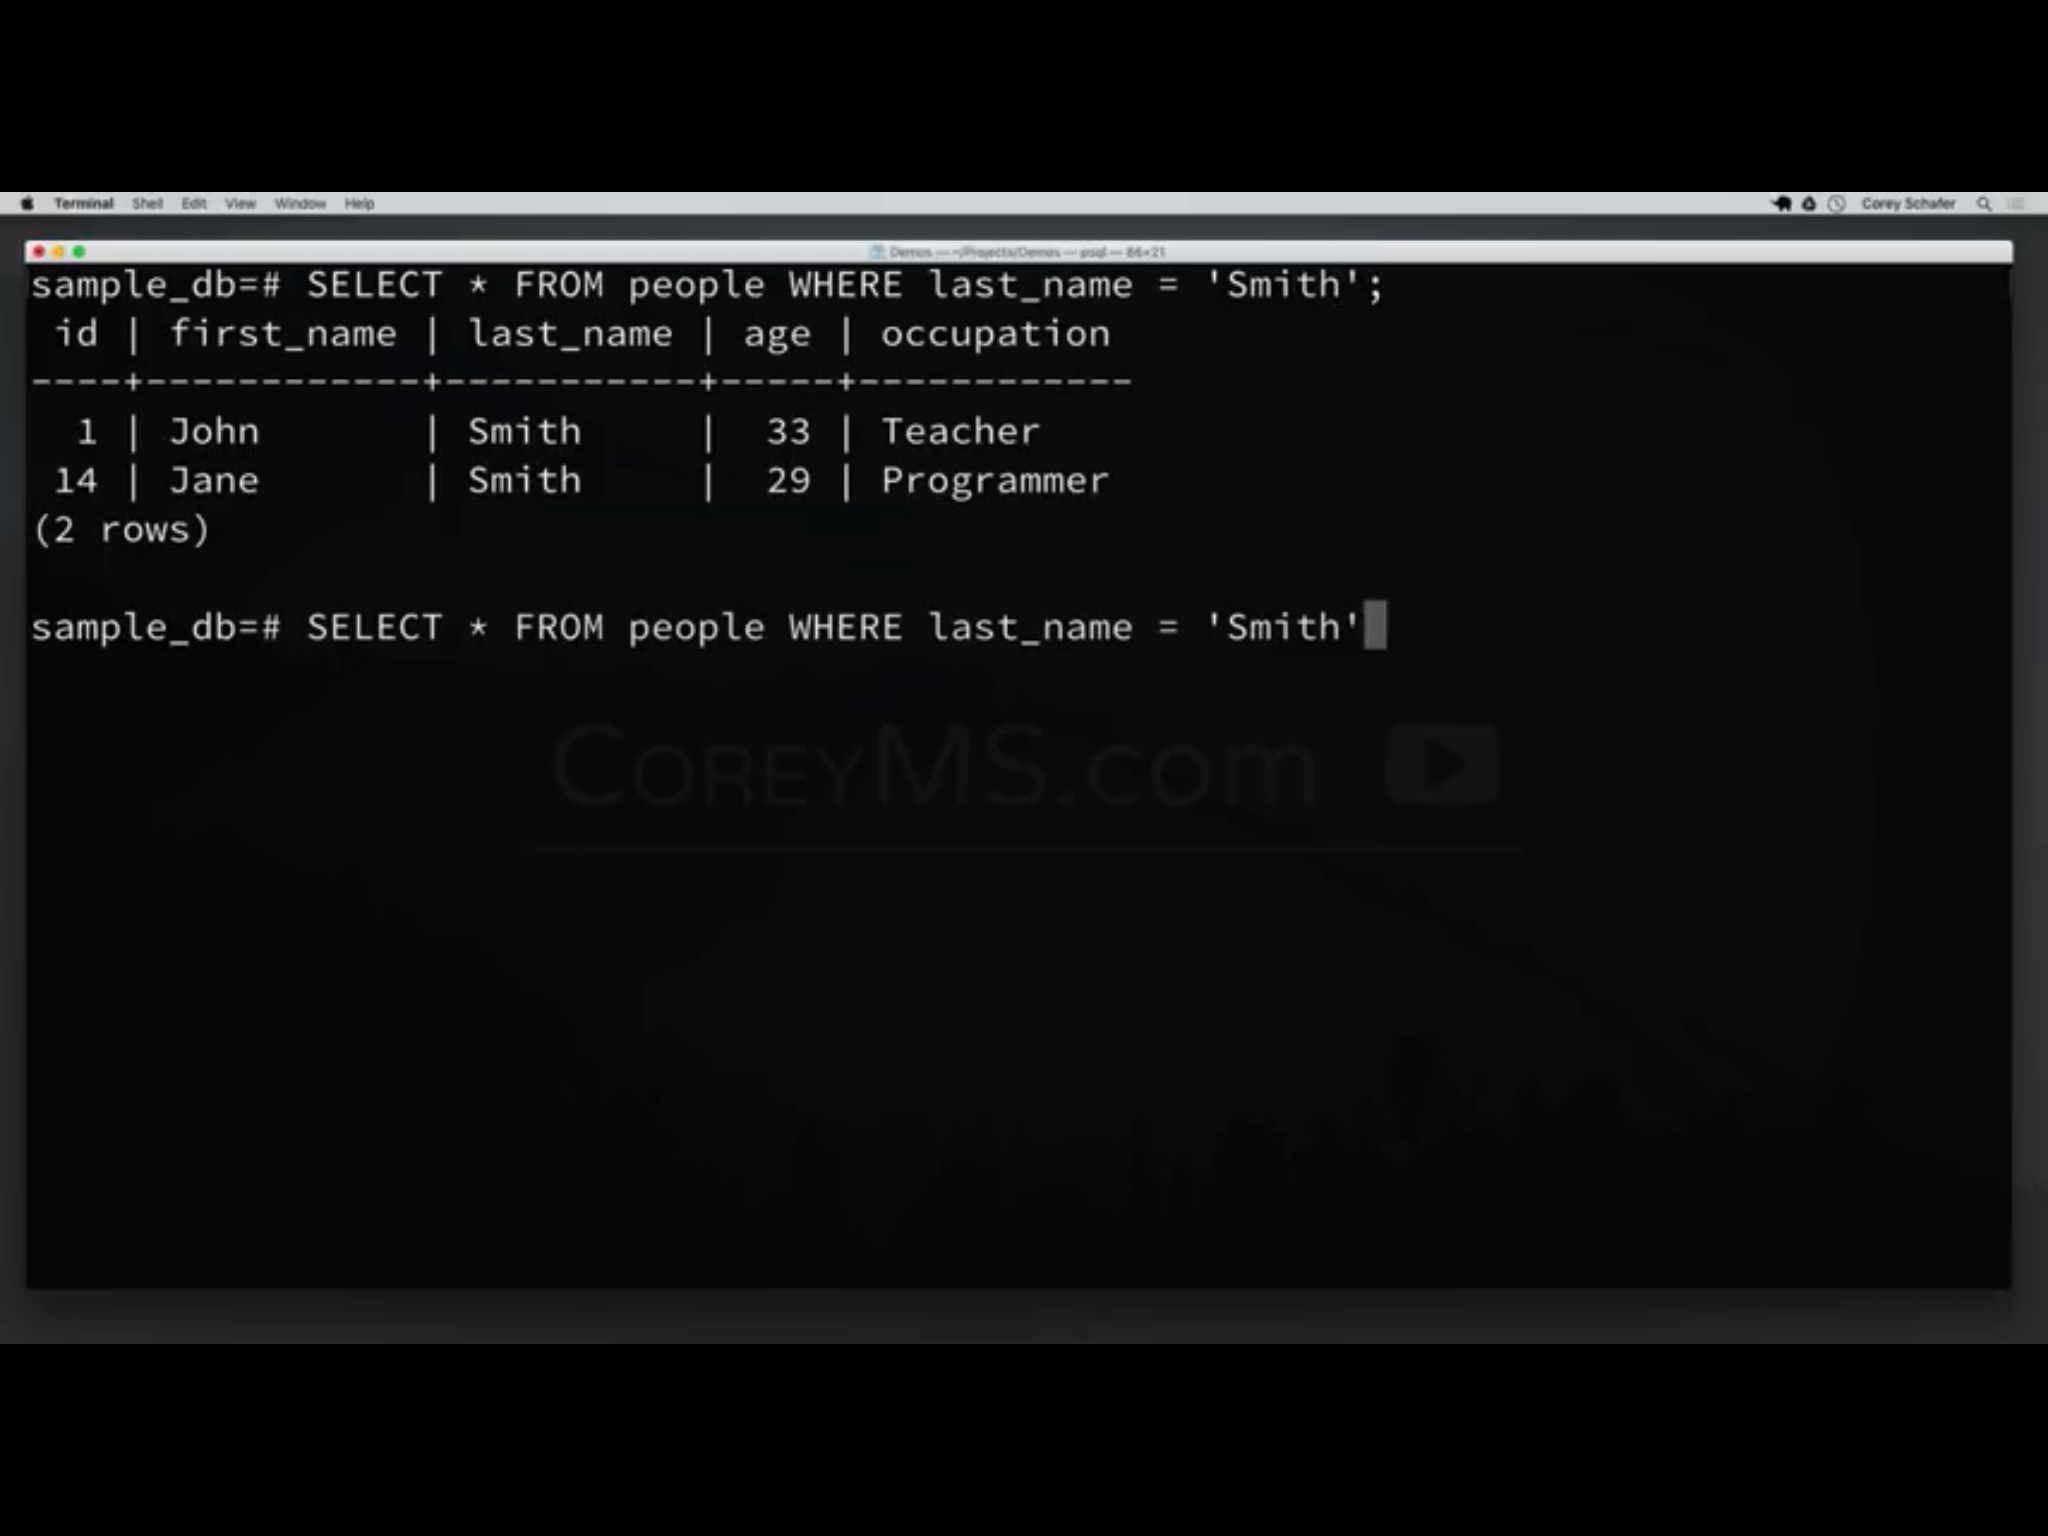 Terminal Shell Edit View Window Help Corey Schafer
Demos — ~/Projects/Demos — psql — 86×21
sample_db=# SELECT * FROM people WHERE last_name = 'Smith';
 id | first_name | last_name | age | occupation
----+------------+-----------+-----+------------
  1 | John       | Smith     |  33 | Teacher
 14 | Jane       | Smith     |  29 | Programmer
(2 rows)
sample_db=# SELECT * FROM people WHERE last_name = 'Smith'
COREYMS.com